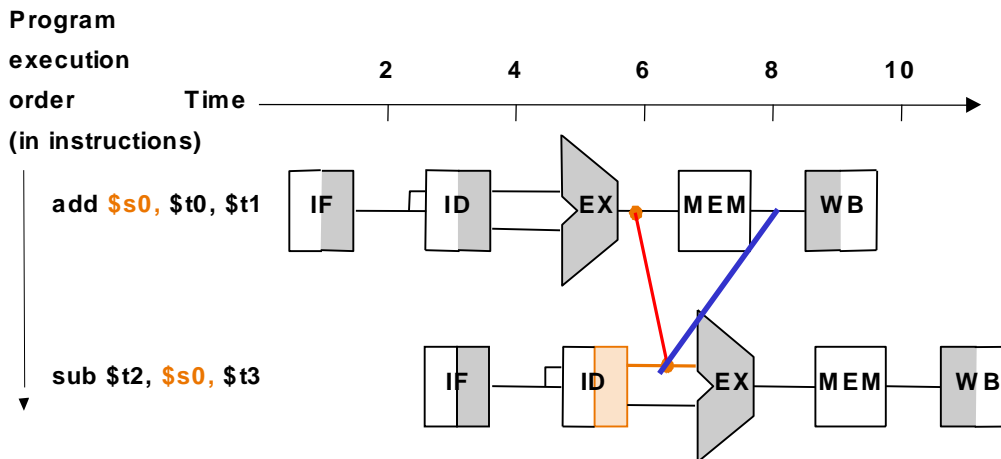 Program
execution
order Time
(in instructions)
2 4 6 8 10
add $s0, $t0, $t1
IF ID EX MEM WB
sub $t2, $s0, $t3
IF ID EX MEM WB